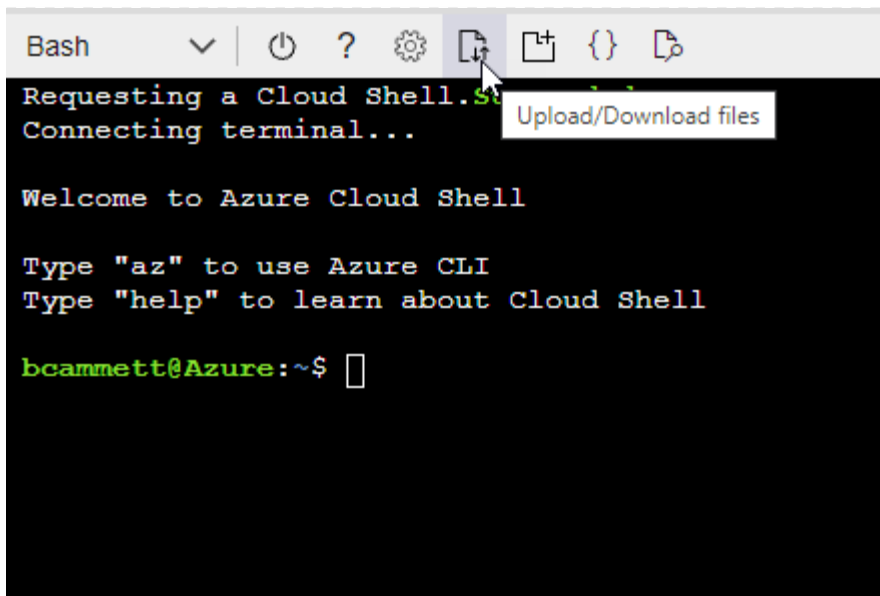 Bash
?
{}
Requesting a Cloud Shell.
Upload/Download files
Connecting terminal...
Welcome to Azure Cloud Shell
Type "az" to use Azure CLI
Type "help" to learn about Cloud Shell
bcammett@Azure:~$